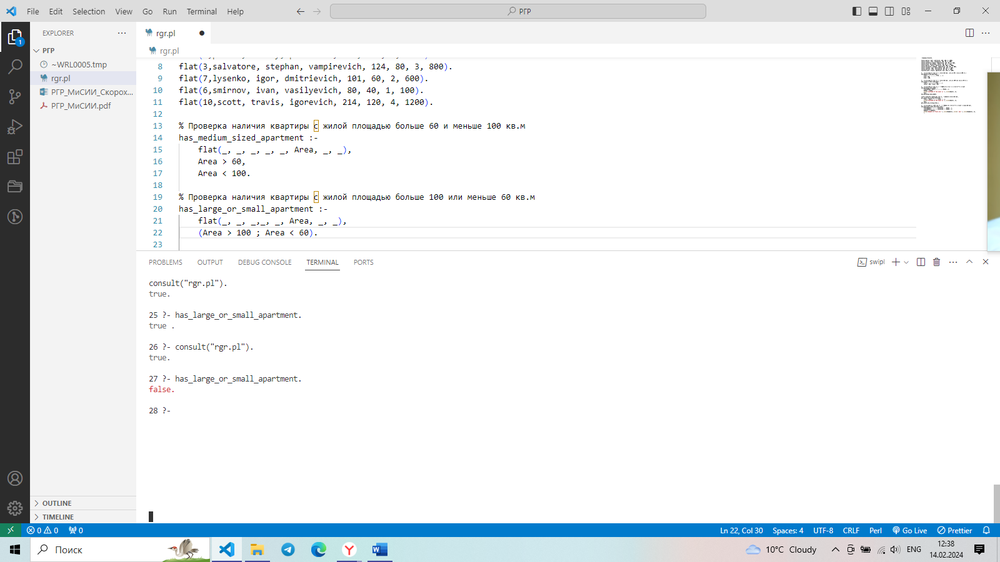 File Edit Selection View Go Run Terminal Help
РГР
EXPLORER
РГР
~WRL0005.tmp
rgr.pl
РГР_МиСИИ_Скорох...
РГР_МиСИИ.pdf
OUTLINE
TIMELINE
1
rgr.pl
rgr.pl
8 flat(3,salvatore, stephan, vampirevich, 124, 80, 3, 800).
9 flat(7,lysenko, igor, dmitrievich, 101, 60, 2, 600).
10 flat(6,smirnov, ivan, vasilyevich, 80, 40, 1, 100).
11 flat(10,scott, travis, igorevich, 214, 120, 4, 1200).
12
13 % Проверка наличия квартиры с жилой площадью больше 60 и меньше 100 кв.м
14 has_medium_sized_apartment :-
15 flat(_, _, _, _, _, Area, _, _),
16 Area > 60,
17 Area < 100.
18
19 % Проверка наличия квартиры с жилой площадью больше 100 или меньше 60 кв.м
20 has_large_or_small_apartment :-
21 flat(_, _, _,_, _, Area, _, _),
22 (Area > 100 ; Area < 60).
23
PROBLEMS OUTPUT DEBUG CONSOLE TERMINAL PORTS
swipl
consult("rgr.pl").
true.
25 ?- has_large_or_small_apartment.
true .
26 ?- consult("rgr.pl").
true.
27 ?- has_large_or_small_apartment.
false.
28 ?-
0 0 0
Ln 22, Col 30 Spaces: 4 UTF-8 CRLF Perl Go Live Prettier
Поиск
10°C Cloudy
ENG
12:38
14.02.2024